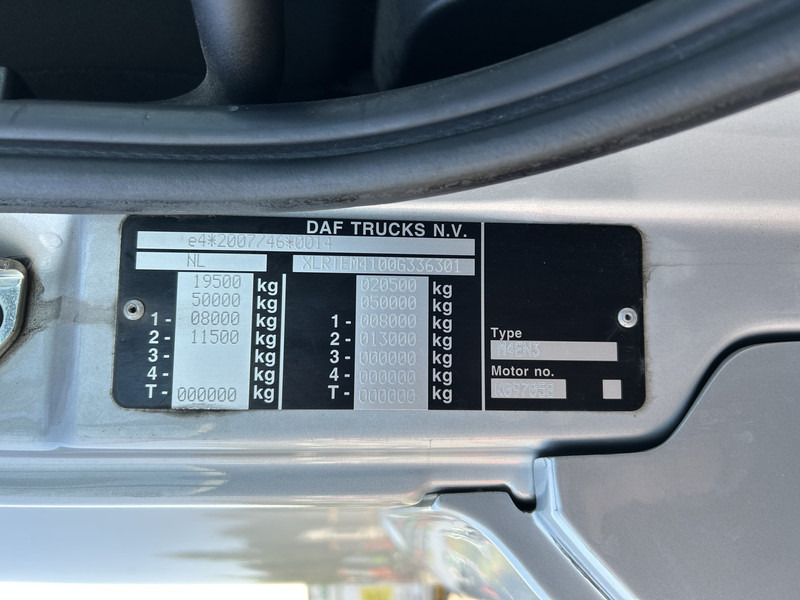 DAF TRUCKS N.V.
e4*2007/46*0014
NL XLRTEM4100G336301
19500 kg 020500 kg
50000 kg 050000 kg
1- 08000 kg 1- 008000 kg
2- 11500 kg 2- 013000 kg
3- kg 3- 000000 kg
4- kg 4- 000000 kg
T- 000000 kg T- 000000 kg
Type
Motor no.